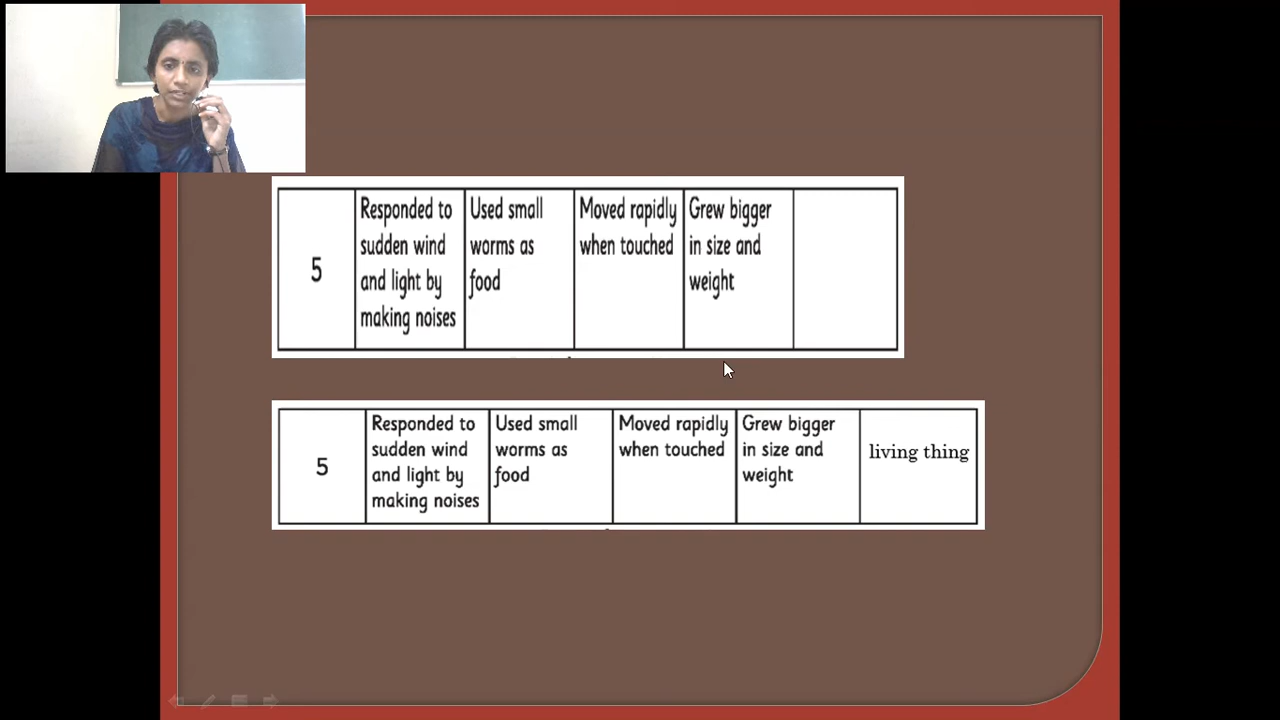 5
Responded to
sudden wind
and light by
making noises
Used small
worms as
food
Moved rapidly
when touched
Grew bigger
in size and
weight
5
Responded to
sudden wind
and light by
making noises
Used small
worms as
food
Moved rapidly
when touched
Grew bigger
in size and
weight
living thing